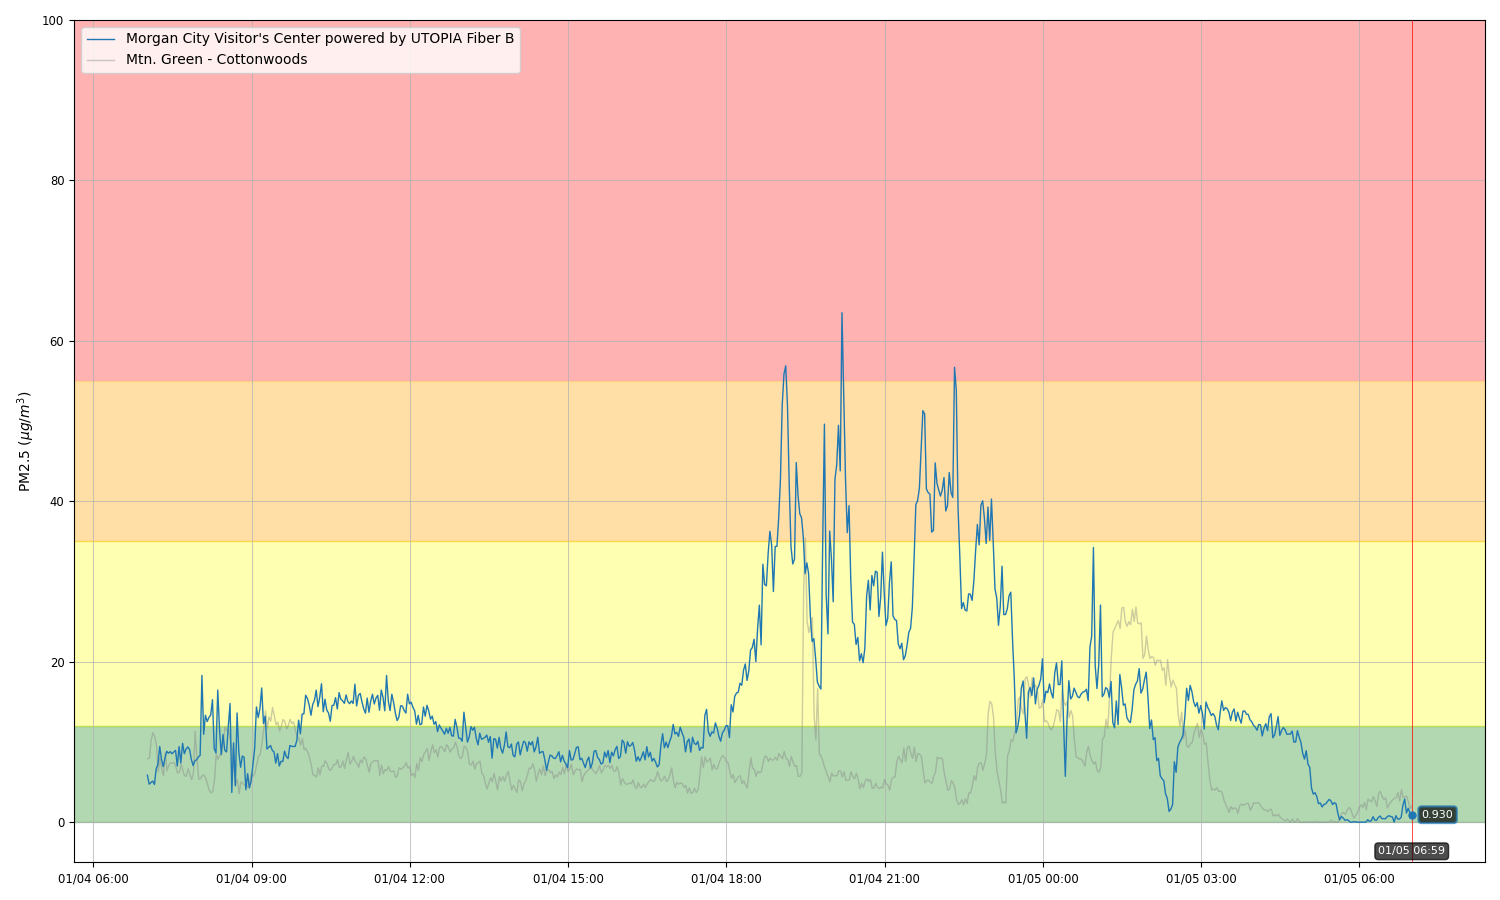 100
Morgan City Visitor's Center powered by UTOPIA Fiber B
Mtn. Green - Cottonwoods
80
60
PM2.5 (μg/m³)
40
20
0
0.930
01/05 06:59
01/04 06:00 01/04 09:00 01/04 12:00 01/04 15:00 01/04 18:00 01/04 21:00 01/05 00:00 01/05 03:00 01/05 06:00